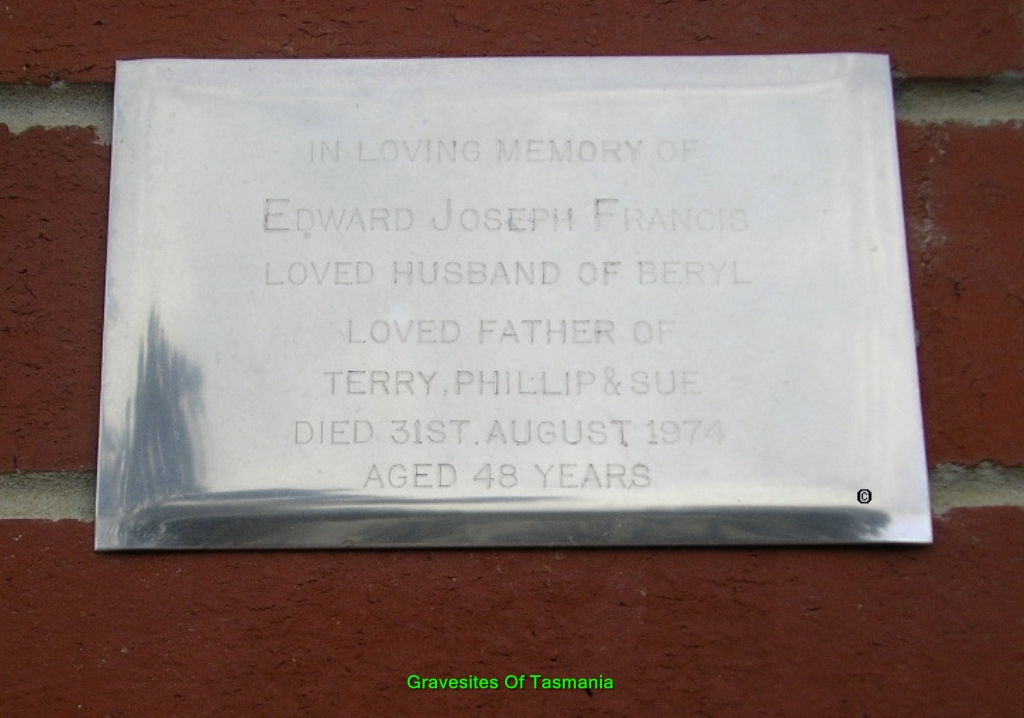 IN LOVING MEMORY OF
EDWARD JOSEPH FRANCIS
LOVED HUSBAND OF BERYL
LOVED FATHER OF
TERRY, PHILLIP & SUE
DIED 31ST. AUGUST, 1974
AGED 48 YEARS
©
Gravesites Of Tasmania